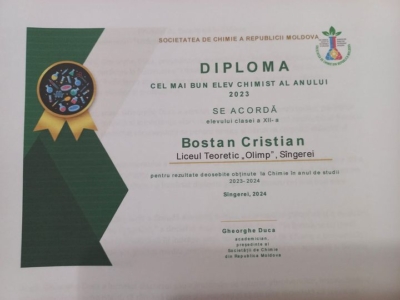 SOCIETATEA DE CHIMIE A REPUBLICII MOLDOVA
DIPLOMA
CEL MAI BUN ELEV CHIMIST AL ANULUI
2023
SE ACORDĂ
elevului clasei a XII-a
Bostan Cristian
Liceul Teoretic „Olimp”, Sîngerei
pentru rezultate deosebite obținute la Chimie în anul de studii
2023-2024
Sîngerei, 2024
Gheorghe Duca
academician,
președinte al
Societății de Chimie
din Republica Moldova